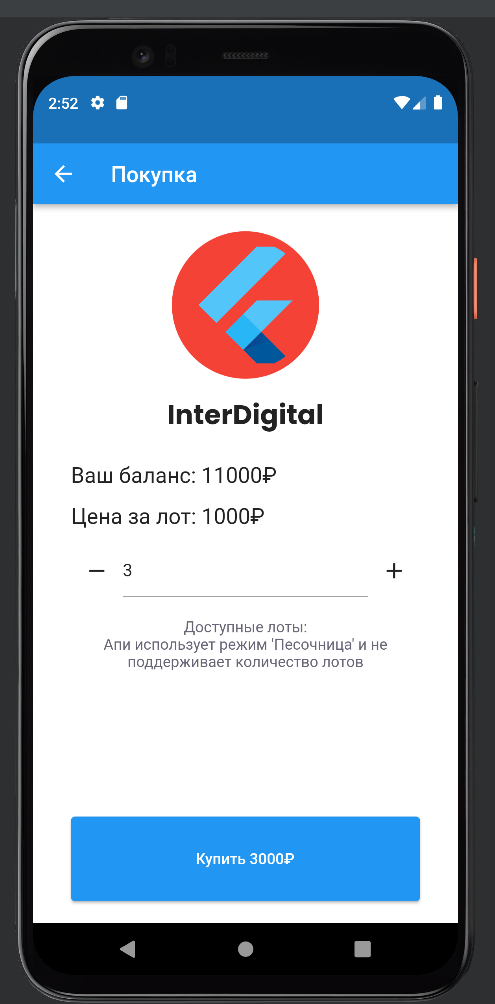 2:52
Покупка
InterDigital
Ваш баланс: 11000₽
Цена за лот: 1000₽
3
Доступные лоты:
Апи использует режим 'Песочница' и не
поддерживает количество лотов
Купить 3000₽